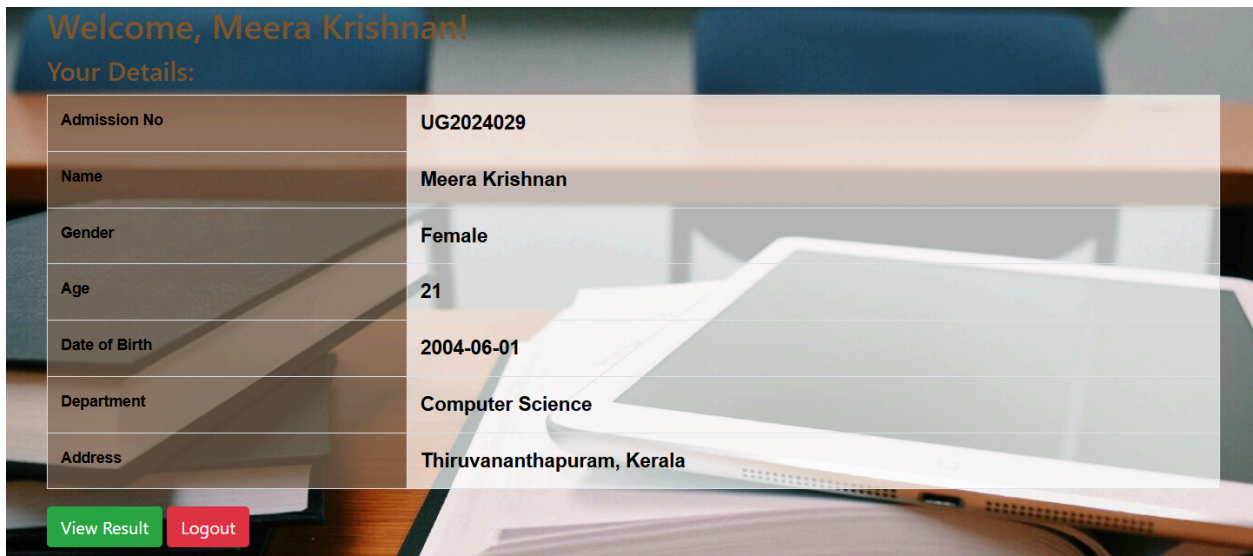 Welcome, Meera Krishnan!
Your Details:
Admission No UG2024029
Name Meera Krishnan
Gender Female
Age 21
Date of Birth 2004-06-01
Department Computer Science
Address Thiruvananthapuram, Kerala
View Result Logout